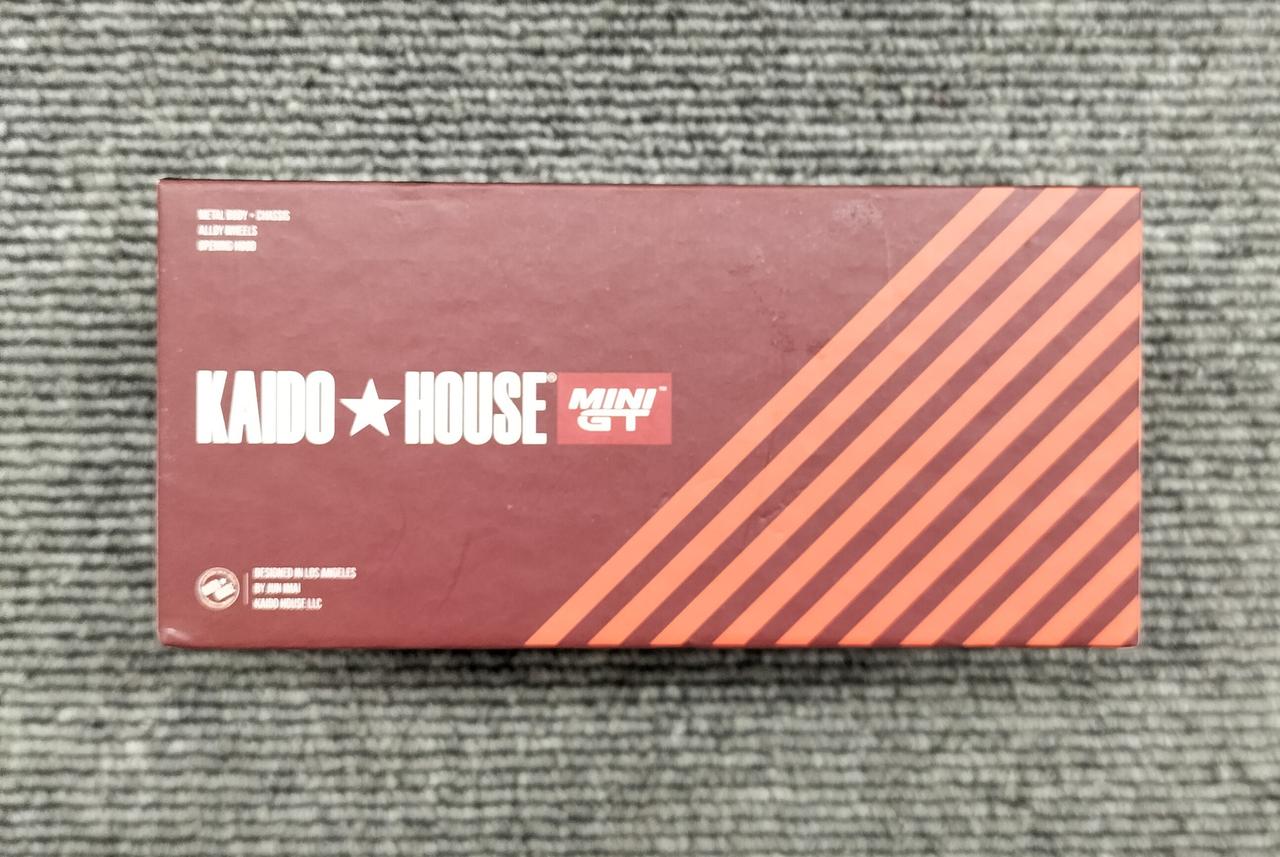 METAL BODY + CHASSIS
ALLOY WHEELS
OPENING HOOD
KAIDO★HOUSE® MINI GT™
DESIGNED IN LOS ANGELES
BY JUN IMAI
KAIDO HOUSE LLC